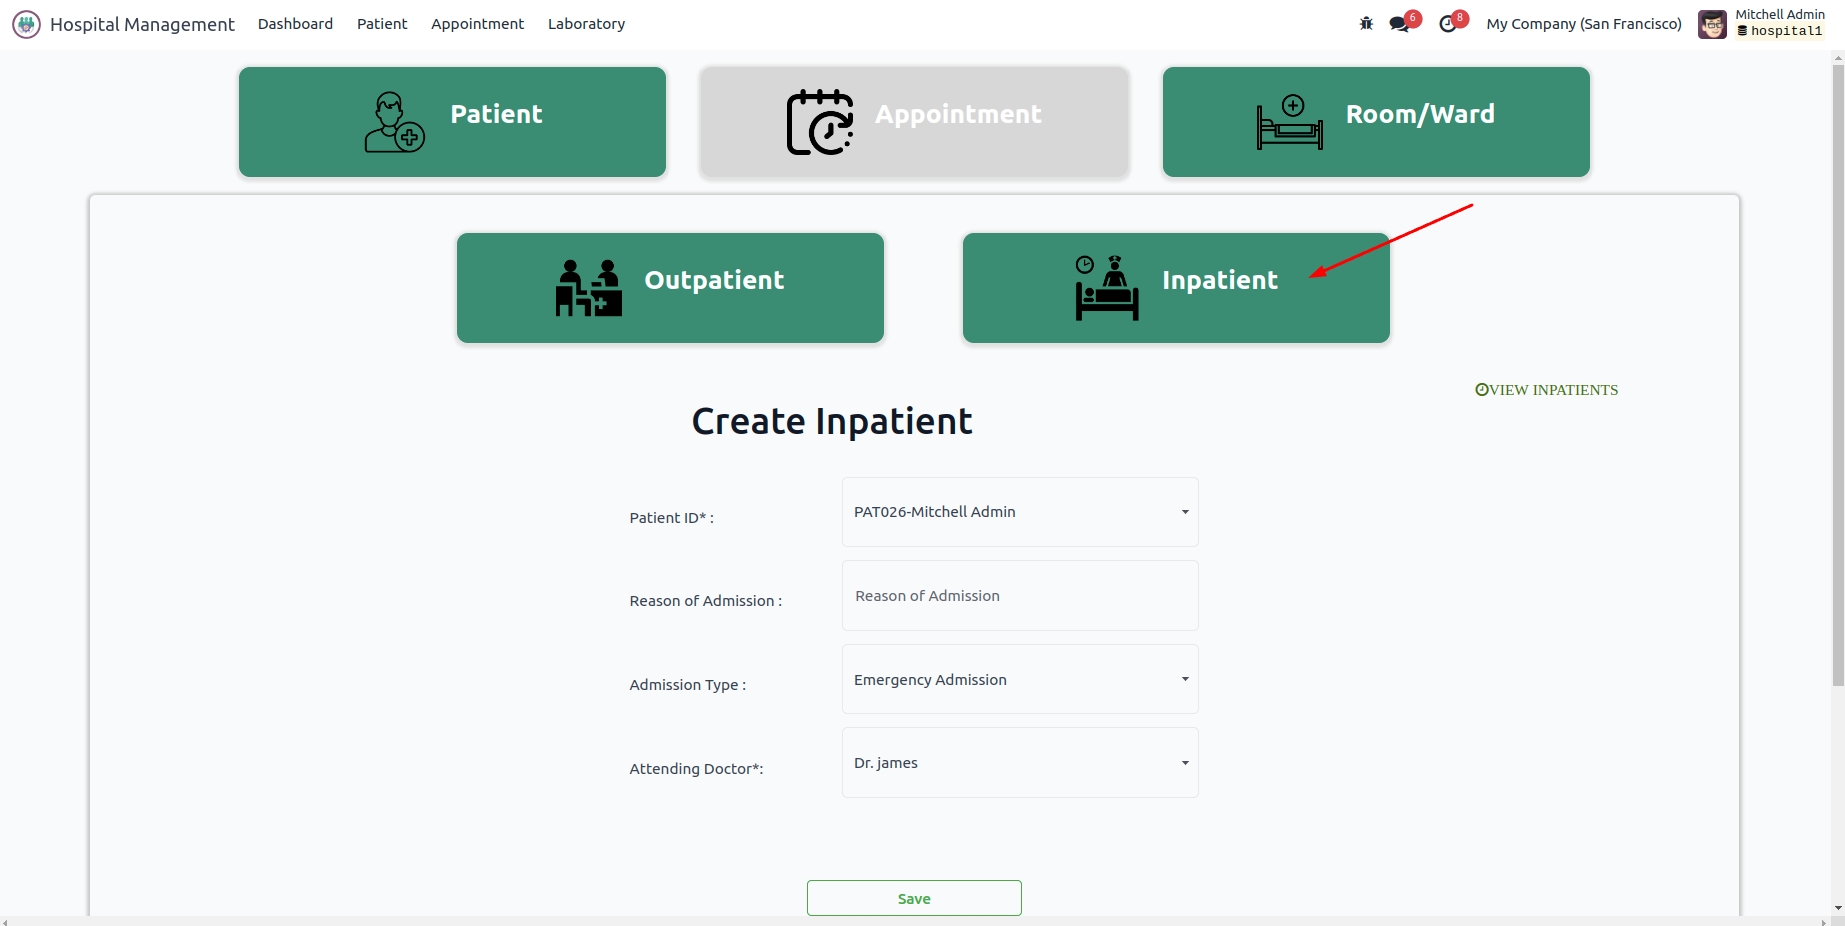 Hospital Management Dashboard Patient Appointment Laboratory 6 8 My Company (San Francisco) Mitchell Admin
hospital1
Patient Appointment Room/Ward
Outpatient Inpatient
VIEW INPATIENTS
Create Inpatient
Patient ID* : PAT026-Mitchell Admin
Reason of Admission : Reason of Admission
Admission Type : Emergency Admission
Attending Doctor*: Dr. james
Save